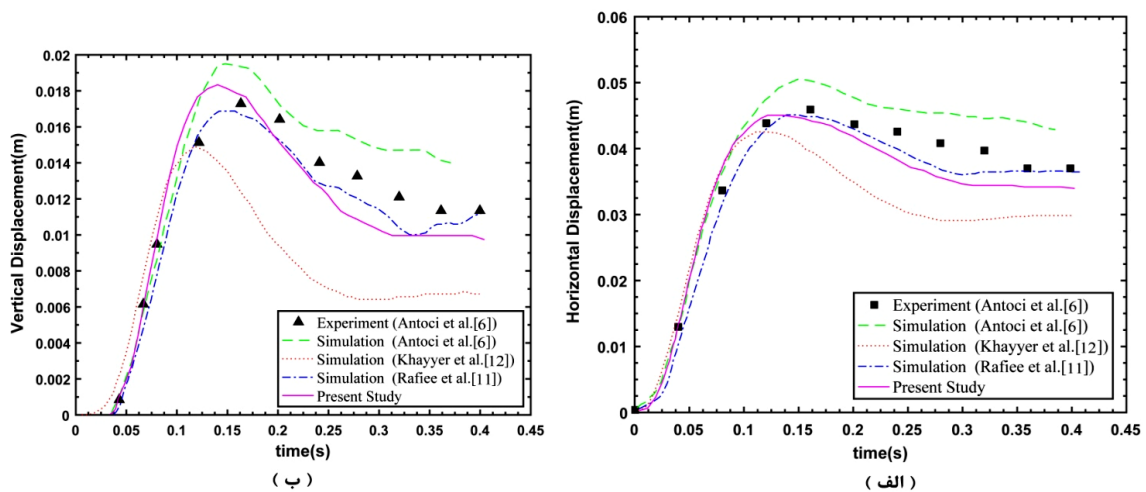 Vertical Displacement(m)
0.02
0.018
0.016
0.014
0.012
0.01
0.008
0.006
0.004
0.002
0
0 0.05 0.1 0.15 0.2 0.25 0.3 0.35 0.4 0.45
time(s)
Experiment (Antoci et al.[6])
Simulation (Antoci et al.[6])
Simulation (Khayyer et al.[12])
Simulation (Rafiee et al.[11])
Present Study
( ب )
Horizontal Displacement(m)
0.06
0.05
0.04
0.03
0.02
0.01
0
0 0.05 0.1 0.15 0.2 0.25 0.3 0.35 0.4 0.45
time(s)
Experiment (Antoci et al.[6])
Simulation (Antoci et al.[6])
Simulation (Khayyer et al.[12])
Simulation (Rafiee et al.[11])
Present Study
( الف )